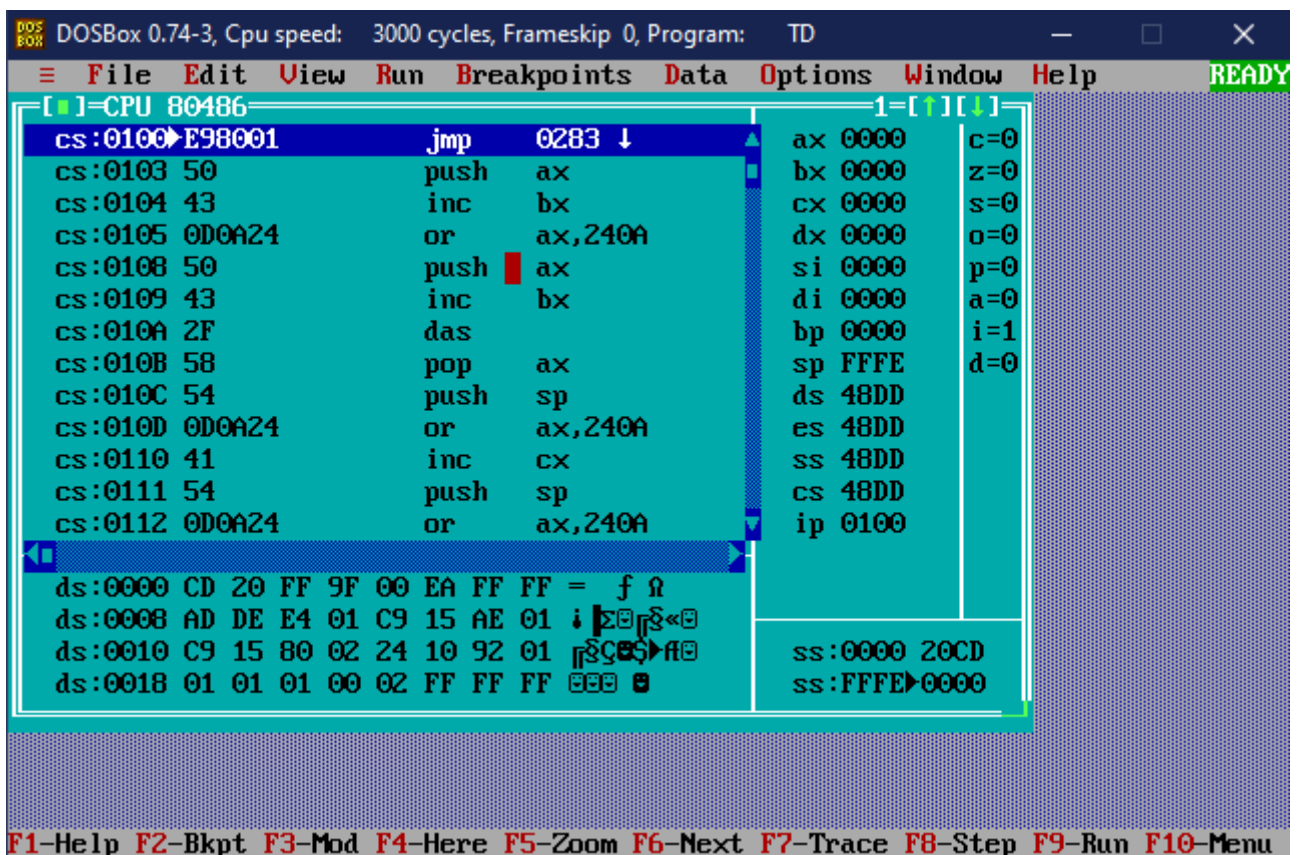 DOSBox 0.74-3, Cpu speed: 3000 cycles, Frameskip 0, Program: TD
≡ File Edit View Run Breakpoints Data Options Window Help READY
[■]=CPU 80486 1=[↑][↓]
cs:0100►E98001 jmp 0283 ↓ ax 0000 c=0
cs:0103 50 push ax bx 0000 z=0
cs:0104 43 inc bx cx 0000 s=0
cs:0105 0D0A24 or ax,240A dx 0000 o=0
cs:0108 50 push ax si 0000 p=0
cs:0109 43 inc bx di 0000 a=0
cs:010A 2F das bp 0000 i=1
cs:010B 58 pop ax sp FFFE d=0
cs:010C 54 push sp ds 48DD
cs:010D 0D0A24 or ax,240A es 48DD
cs:0110 41 inc cx ss 48DD
cs:0111 54 push sp cs 48DD
cs:0112 0D0A24 or ax,240A ip 0100
ds:0000 CD 20 FF 9F 00 EA FF FF = ƒ Ω
ds:0008 AD DE E4 01 C9 15 AE 01 ¡▐Σ☺╔§«☺
ds:0010 C9 15 80 02 24 10 92 01 ╔§Ç☻$►Æ☺ ss:0000 20CD
ds:0018 01 01 01 00 02 FF FF FF ☺☺☺ ☻ ss:FFFE►0000
F1-Help F2-Bkpt F3-Mod F4-Here F5-Zoom F6-Next F7-Trace F8-Step F9-Run F10-Menu